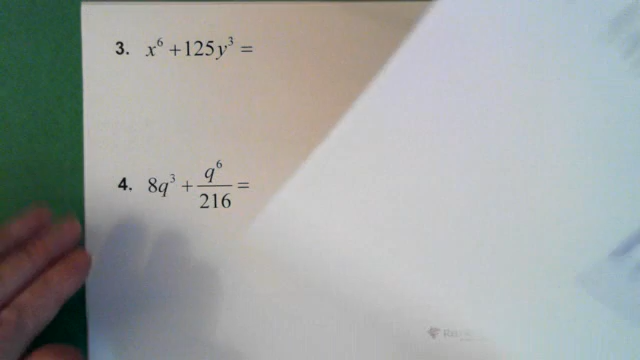 3. x⁶ + 125y³ =
4. 8q³ + q⁶/216 =